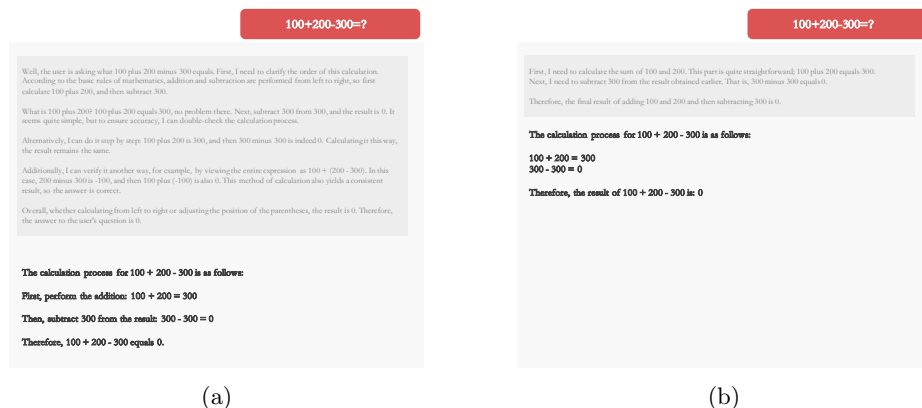 100+200-300=?
Well, the user is asking what 100 plus 200 minus 300 equals. First, I need to clarify the order of this calculation.
According to the basic rules of mathematics, addition and subtraction are performed from left to right, so first
calculate 100 plus 200, and then subtract 300.
What is 100 plus 200? 100 plus 200 equals 300, no problem there. Next, subtract 300 from 300, and the result is 0. It
seems quite simple, but to ensure accuracy, I can double-check the calculation process.
Alternatively, I can do it step by step: 100 plus 200 is 300, and then 300 minus 300 is indeed 0. Calculating it this way,
the result remains the same.
Additionally, I can verify it another way, for example, by viewing the entire expression as 100 + (200 - 300). In this
case, 200 minus 300 is -100, and then 100 plus (-100) is also 0. This method of calculation also yields a consistent
result, so the answer is correct.
Overall, whether calculating from left to right or adjusting the position of the parentheses, the result is 0. Therefore,
the answer to the user's question is 0.
The calculation process for 100 + 200 - 300 is as follows:
First, perform the addition: 100 + 200 = 300
Then, subtract 300 from the result: 300 - 300 = 0
Therefore, 100 + 200 - 300 equals 0.
(a)
100+200-300=?
First, I need to calculate the sum of 100 and 200. This part is quite straightforward; 100 plus 200 equals 300.
Next, I need to subtract 300 from the result obtained earlier. That is, 300 minus 300 equals 0.
Therefore, the final result of adding 100 and 200 and then subtracting 300 is 0.
The calculation process for 100 + 200 - 300 is as follows:
100 + 200 = 300
300 - 300 = 0
Therefore, the result of 100 + 200 - 300 is: 0
(b)